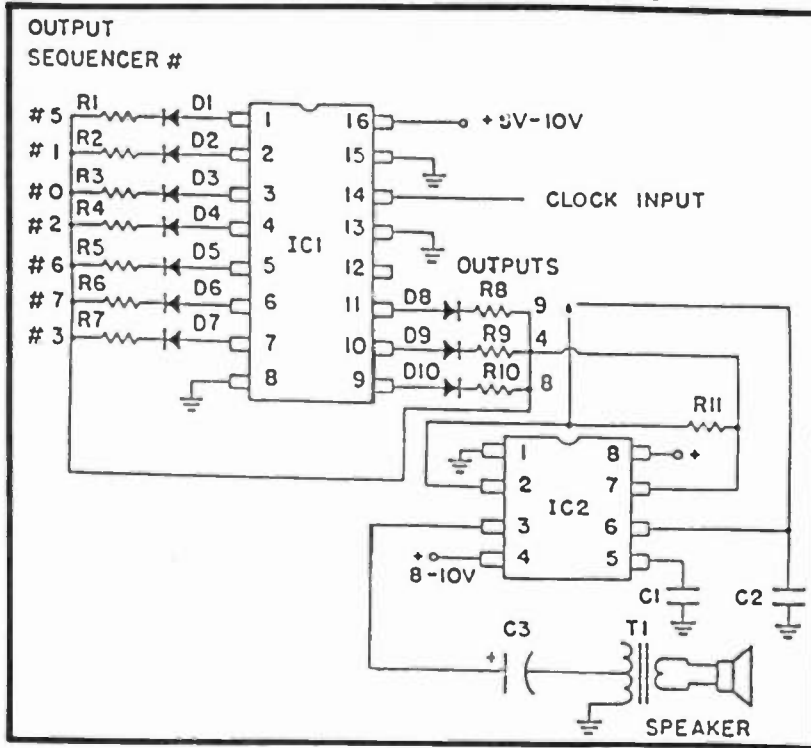 OUTPUT
SEQUENCER #
#5 R1 D1 1 16 +8V-10V
#1 R2 D2 2 15
#0 R3 D3 3 14 CLOCK INPUT
#2 R4 D4 4 13
IC1
#6 R5 D5 5 12 OUTPUTS
#7 R6 D6 6 11 D8 R8 9
#3 R7 D7 7 10 D9 R9 4
8 9 D10 R10 8
R11
1 8 +
2 7
IC2
3 6
+ 4 5
8-10V
C1 C2
C3 T1
+
SPEAKER